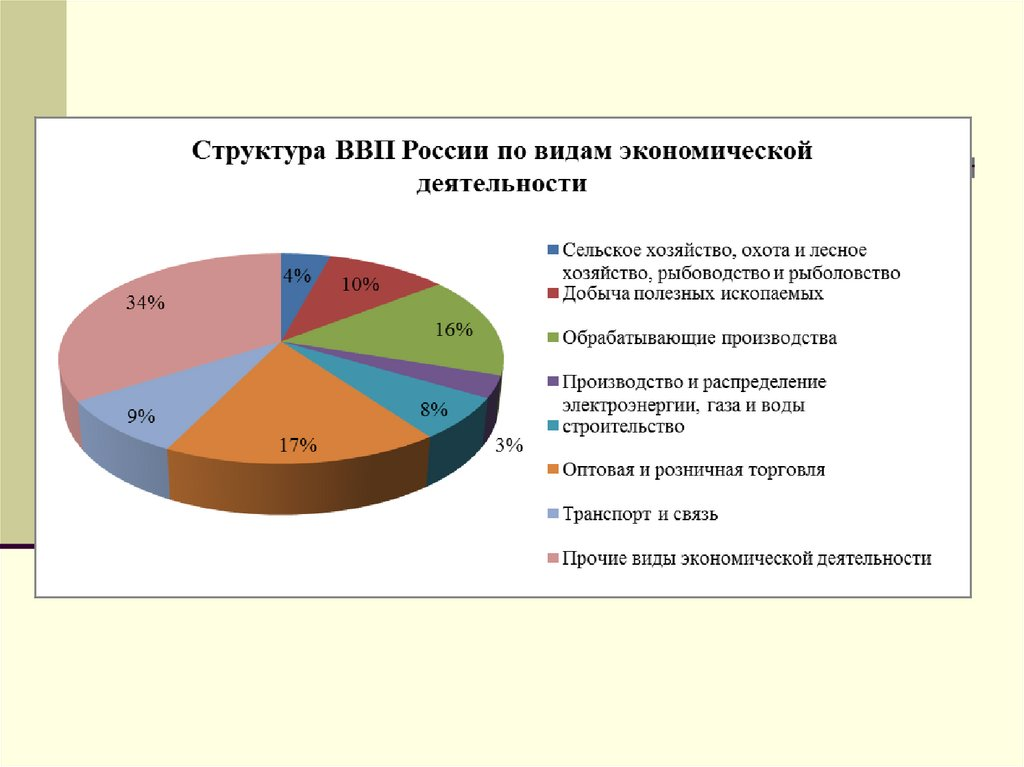 Структура ВВП России по видам экономической
деятельности
4%
10%
34%
16%
9%
8%
17%
3%
Сельское хозяйство, охота и лесное
хозяйство, рыбоводство и рыболовство
Добыча полезных ископаемых
Обрабатывающие производства
Производство и распределение
электроэнергии, газа и воды
строительство
Оптовая и розничная торговля
Транспорт и связь
Прочие виды экономической деятельности